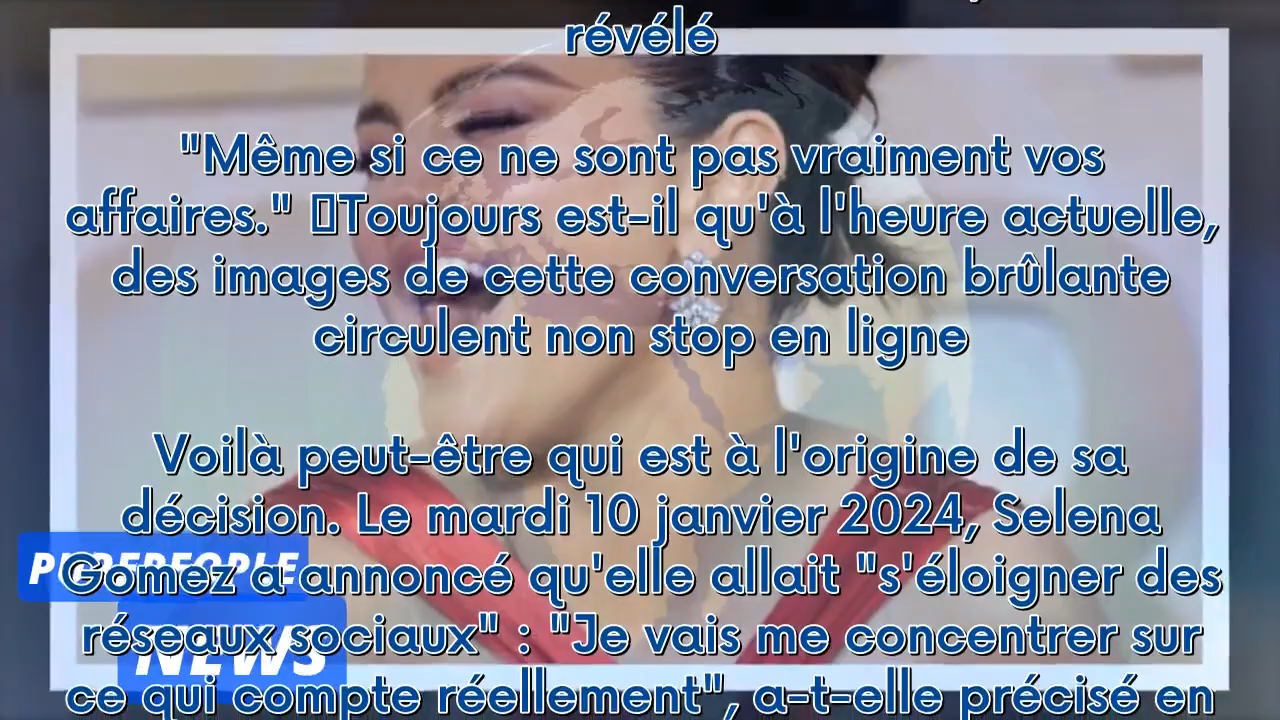 révélé
"Même si ce ne sont pas vraiment vos
affaires." Toujours est-il qu'à l'heure actuelle,
des images de cette conversation brûlante
circulent non stop en ligne
Voilà peut-être qui est à l'origine de sa
décision. Le mardi 10 janvier 2024, Selena
Gomez a annoncé qu'elle allait "s'éloigner des
réseaux sociaux" : "Je vais me concentrer sur
ce qui compte réellement", a-t-elle précisé en
NEWS